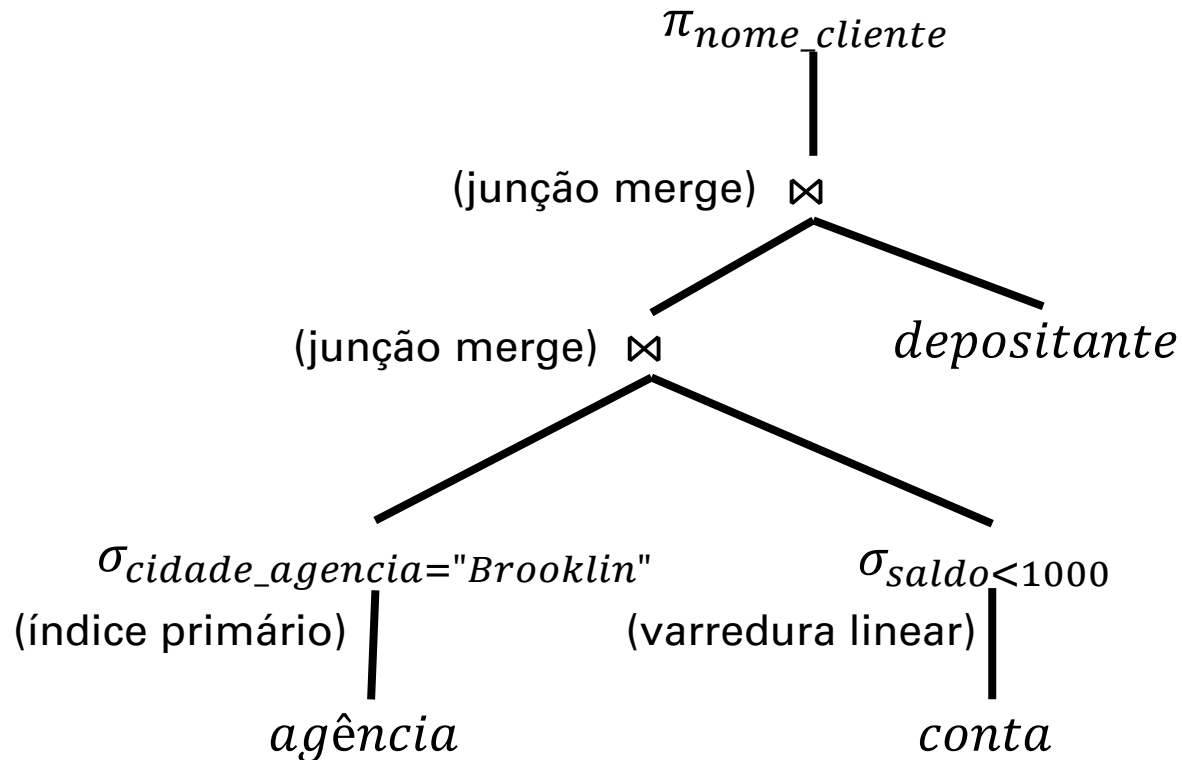 π nome_cliente
(junção merge) ⋈
(junção merge) ⋈ depositante
σ cidade_agencia="Brooklin" σ saldo<1000
(índice primário) (varredura linear)
agência conta